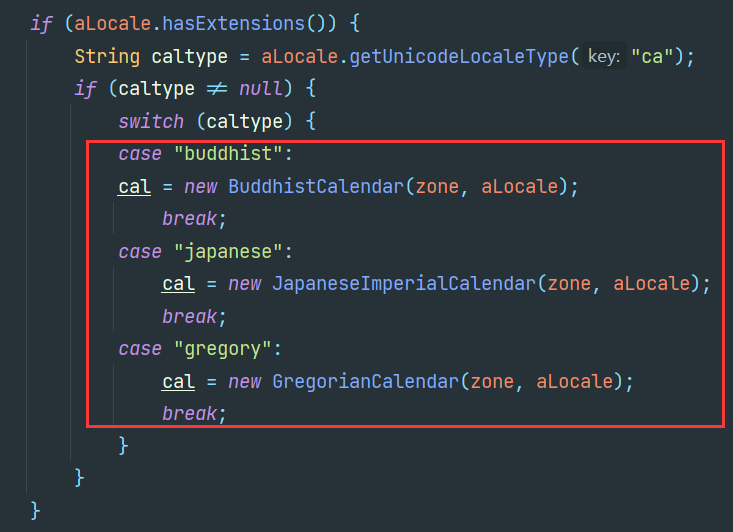 if (aLocale.hasExtensions()) {
    String caltype = aLocale.getUnicodeLocaleType( key: "ca");
    if (caltype ≠ null) {
        switch (caltype) {
        case "buddhist":
        cal = new BuddhistCalendar(zone, aLocale);
            break;
        case "japanese":
            cal = new JapaneseImperialCalendar(zone, aLocale);
            break;
        case "gregory":
            cal = new GregorianCalendar(zone, aLocale);
            break;
        }
    }
}